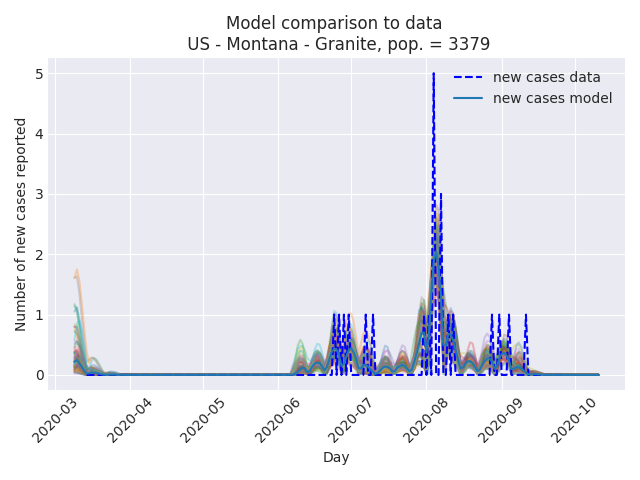 Model comparison to data
US - Montana - Granite, pop. = 3379
new cases data
new cases model
Number of new cases reported
5
4
3
2
1
0
2020-03
2020-04
2020-05
2020-06
2020-07
2020-08
2020-09
2020-10
Day